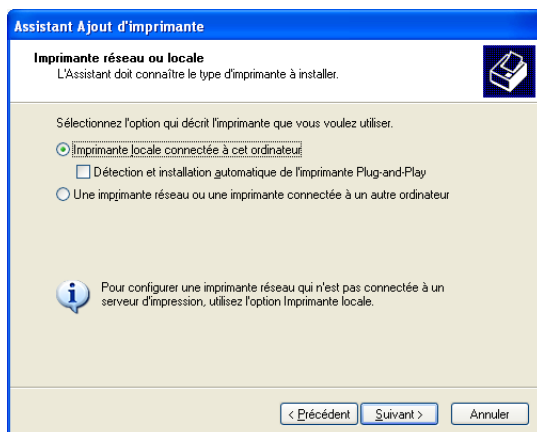 Assistant Ajout d'imprimante
Imprimante réseau ou locale
L'Assistant doit connaître le type d'imprimante à installer.
Sélectionnez l'option qui décrit l'imprimante que vous voulez utiliser.
Imprimante locale connectée à cet ordinateur
Détection et installation automatique de l'imprimante Plug-and-Play
Une imprimante réseau ou une imprimante connectée à un autre ordinateur
Pour configurer une imprimante réseau qui n'est pas connectée à un
serveur d'impression, utilisez l'option Imprimante locale.
< Précédent Suivant > Annuler